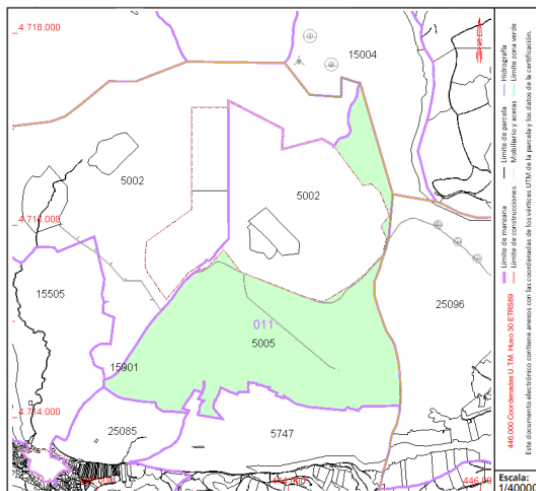 4.718.000
15004
5002
5002
4.716.000
15505
25096
011
5005
15901
4.714.000
25085
5747
446.000 Coordenadas U.T.M. Huso 30 ETRS89
Límite de manzana
Límite de construcciones
Límite de parcela
Mobiliario y aceras
Hidrografía
Límite zona verde
Este documento electrónico contiene anexos con las coordenadas de los vértices UTM de la parcela y los datos de la certificación.
Escala:
1/40000